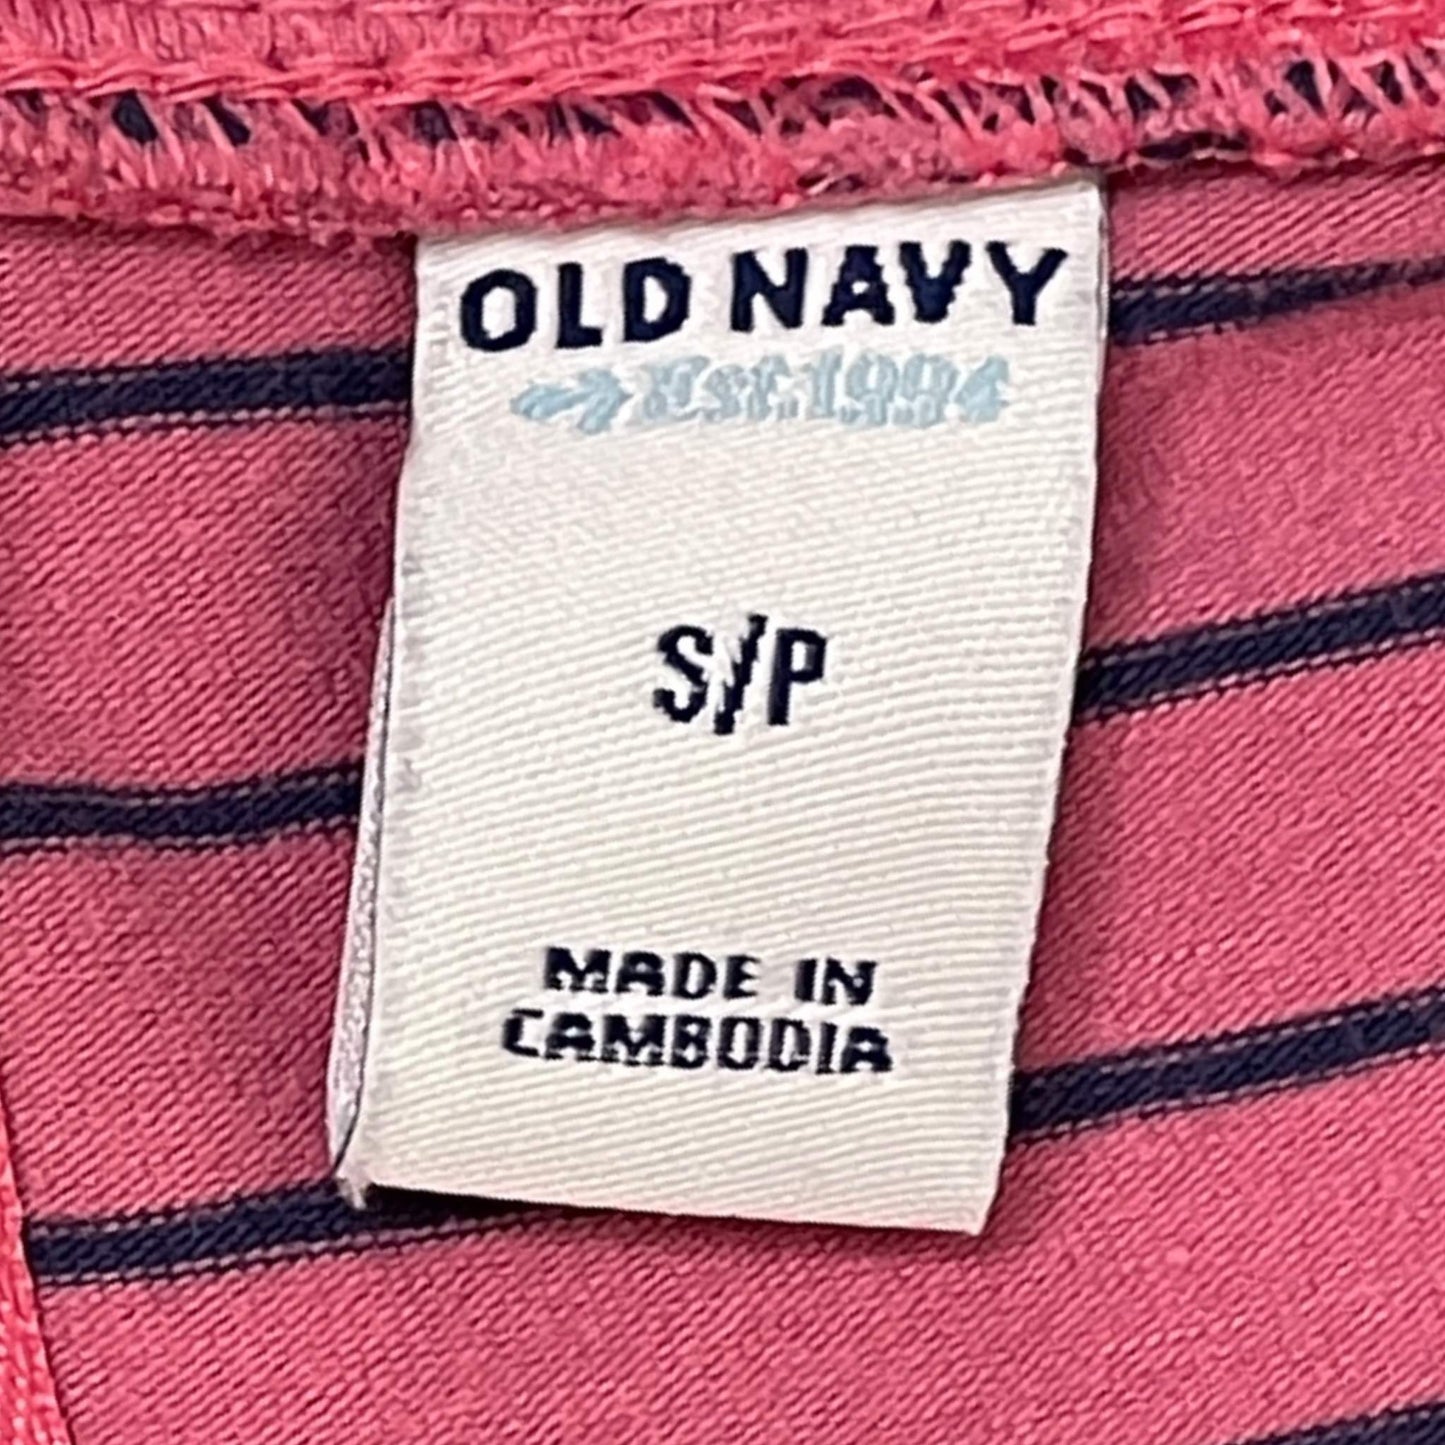 OLD NAVY
Est. 1994
S/P
MADE IN
CAMBODIA